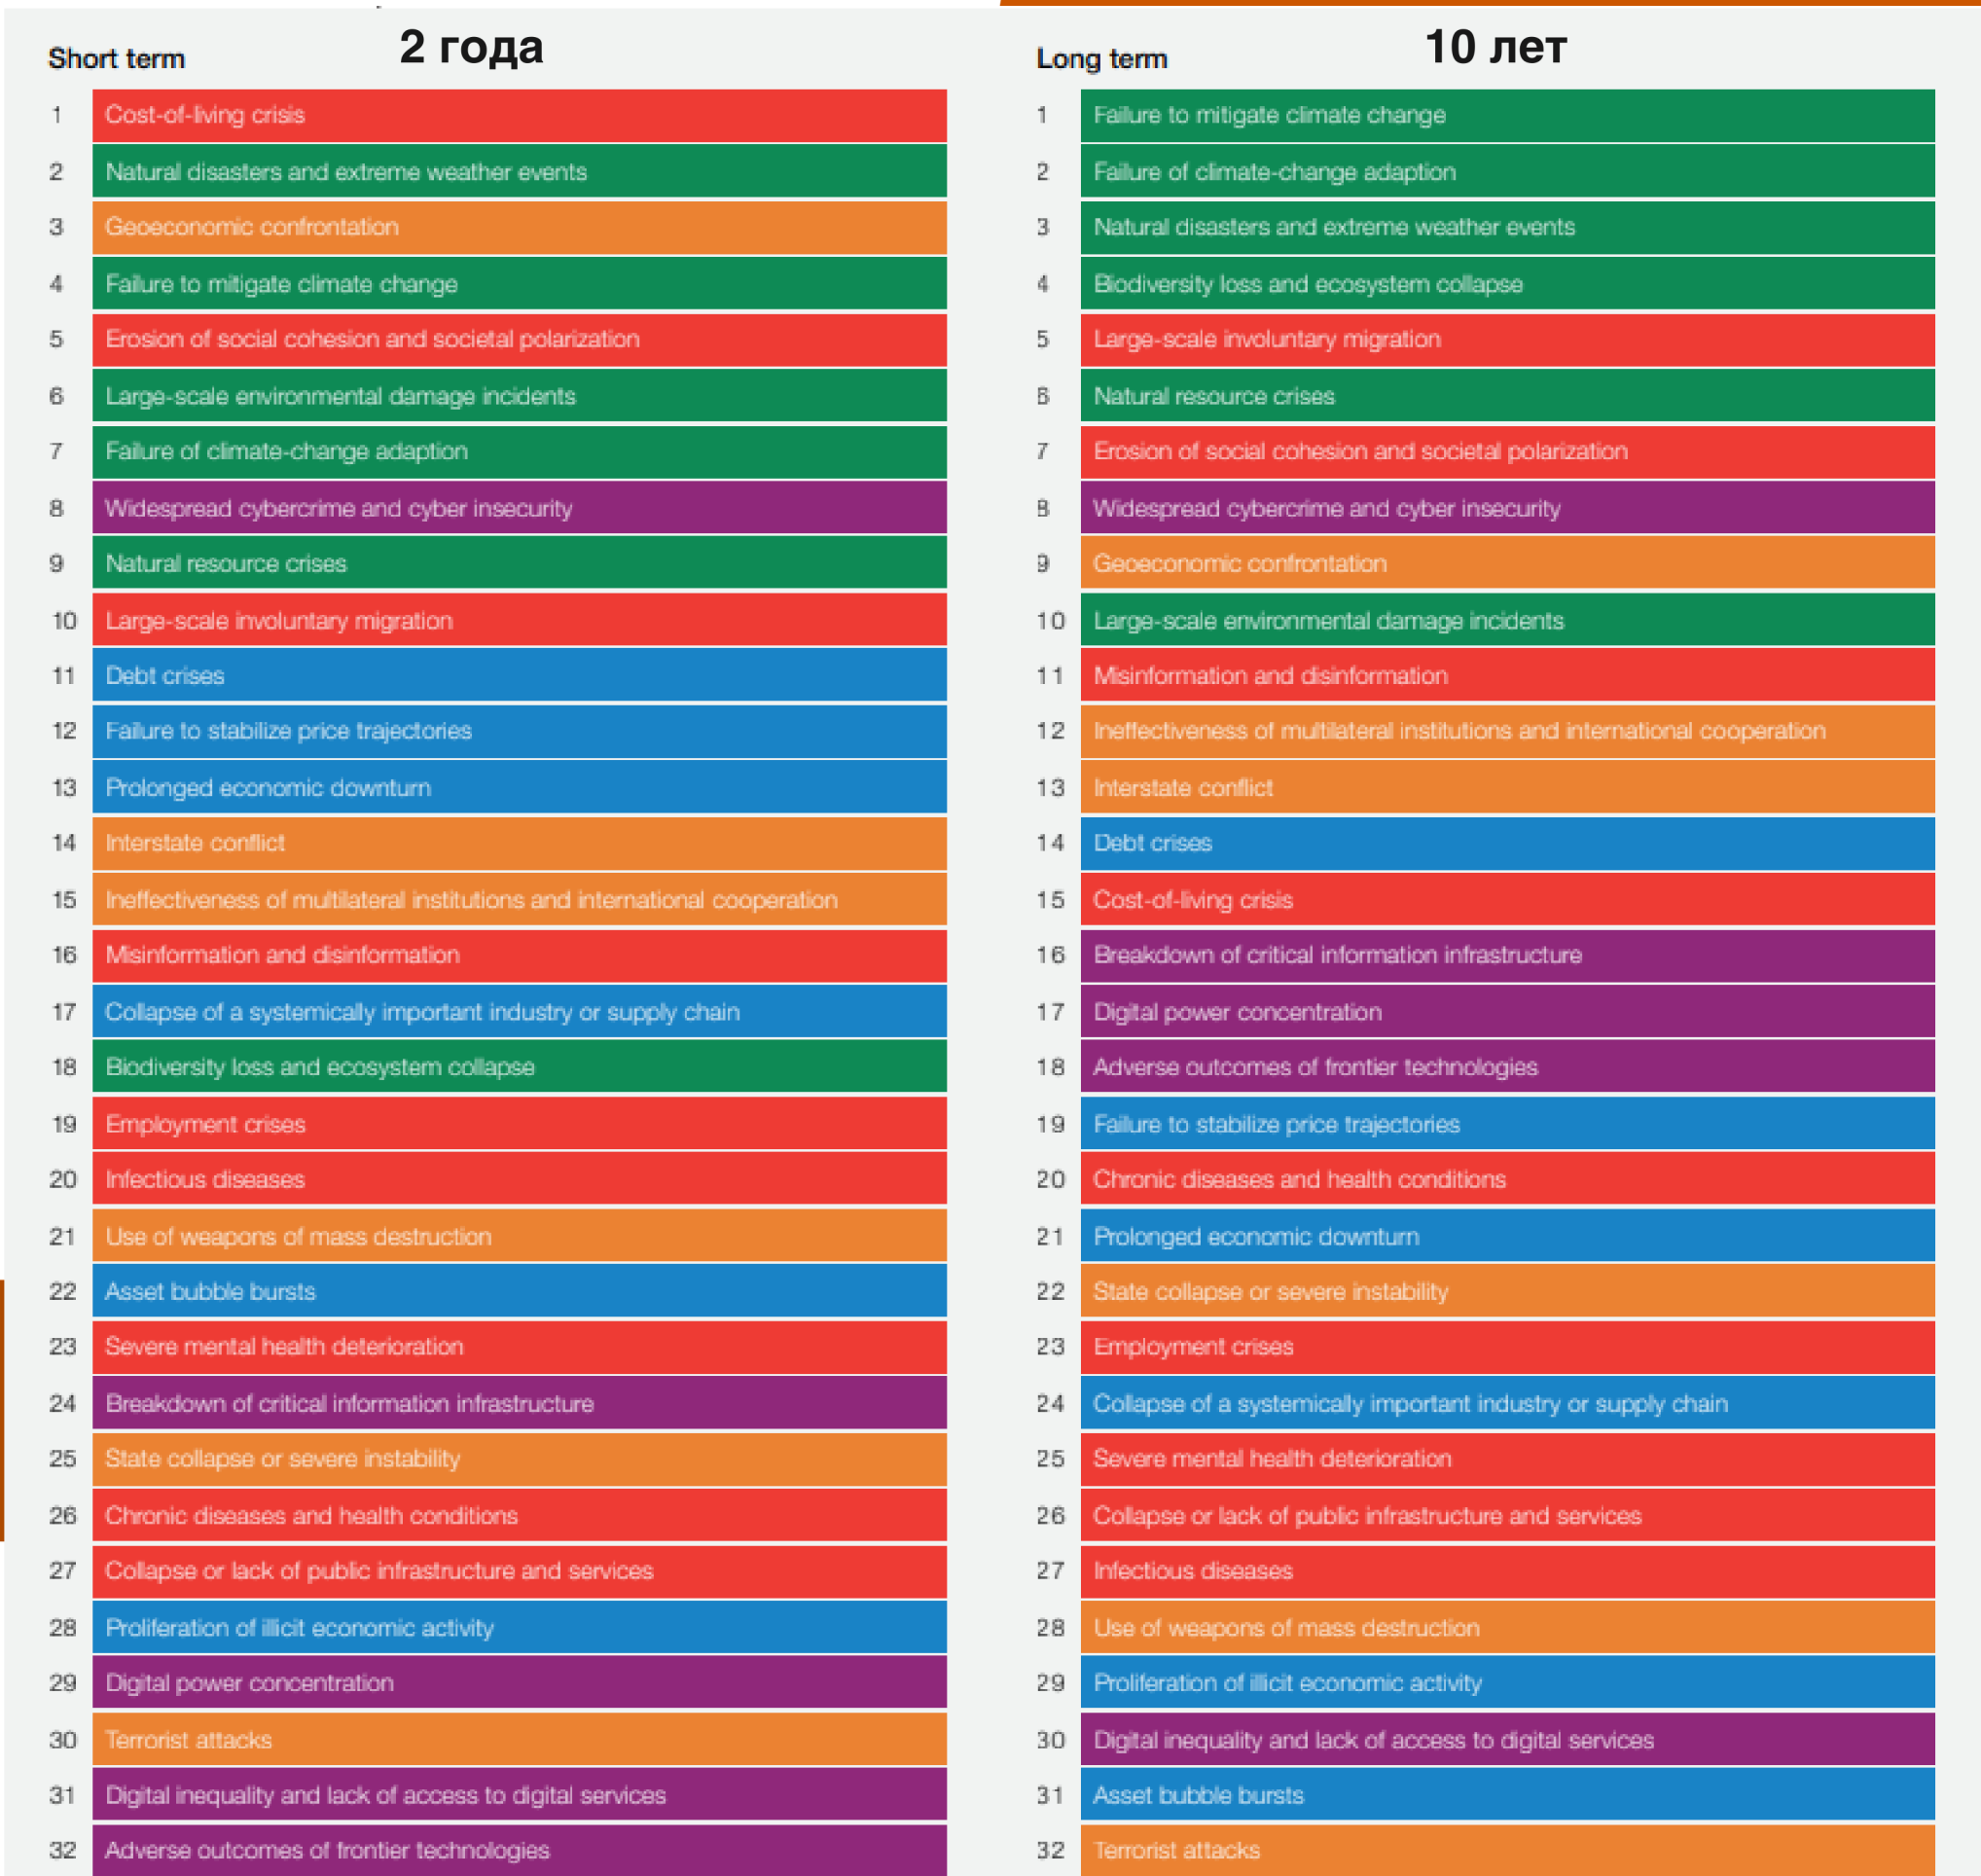 Short term
2 года
1 Cost-of-living crisis
2 Natural disasters and extreme weather events
3 Geoeconomic confrontation
4 Failure to mitigate climate change
5 Erosion of social cohesion and societal polarization
6 Large-scale environmental damage incidents
7 Failure of climate-change adaption
8 Widespread cybercrime and cyber insecurity
9 Natural resource crises
10 Large-scale involuntary migration
11 Debt crises
12 Failure to stabilize price trajectories
13 Prolonged economic downturn
14 Interstate conflict
15 Ineffectiveness of multilateral institutions and international cooperation
16 Misinformation and disinformation
17 Collapse of a systemically important industry or supply chain
18 Biodiversity loss and ecosystem collapse
19 Employment crises
20 Infectious diseases
21 Use of weapons of mass destruction
22 Asset bubble bursts
23 Severe mental health deterioration
24 Breakdown of critical information infrastructure
25 State collapse or severe instability
26 Chronic diseases and health conditions
27 Collapse or lack of public infrastructure and services
28 Proliferation of illicit economic activity
29 Digital power concentration
30 Terrorist attacks
31 Digital inequality and lack of access to digital services
32 Adverse outcomes of frontier technologies
Long term
10 лет
1 Failure to mitigate climate change
2 Failure of climate-change adaption
3 Natural disasters and extreme weather events
4 Biodiversity loss and ecosystem collapse
5 Large-scale involuntary migration
6 Natural resource crises
7 Erosion of social cohesion and societal polarization
8 Widespread cybercrime and cyber insecurity
9 Geoeconomic confrontation
10 Large-scale environmental damage incidents
11 Misinformation and disinformation
12 Ineffectiveness of multilateral institutions and international cooperation
13 Interstate conflict
14 Debt crises
15 Cost-of-living crisis
16 Breakdown of critical information infrastructure
17 Digital power concentration
18 Adverse outcomes of frontier technologies
19 Failure to stabilize price trajectories
20 Chronic diseases and health conditions
21 Prolonged economic downturn
22 State collapse or severe instability
23 Employment crises
24 Collapse of a systemically important industry or supply chain
25 Severe mental health deterioration
26 Collapse or lack of public infrastructure and services
27 Infectious diseases
28 Use of weapons of mass destruction
29 Proliferation of illicit economic activity
30 Digital inequality and lack of access to digital services
31 Asset bubble bursts
32 Terrorist attacks